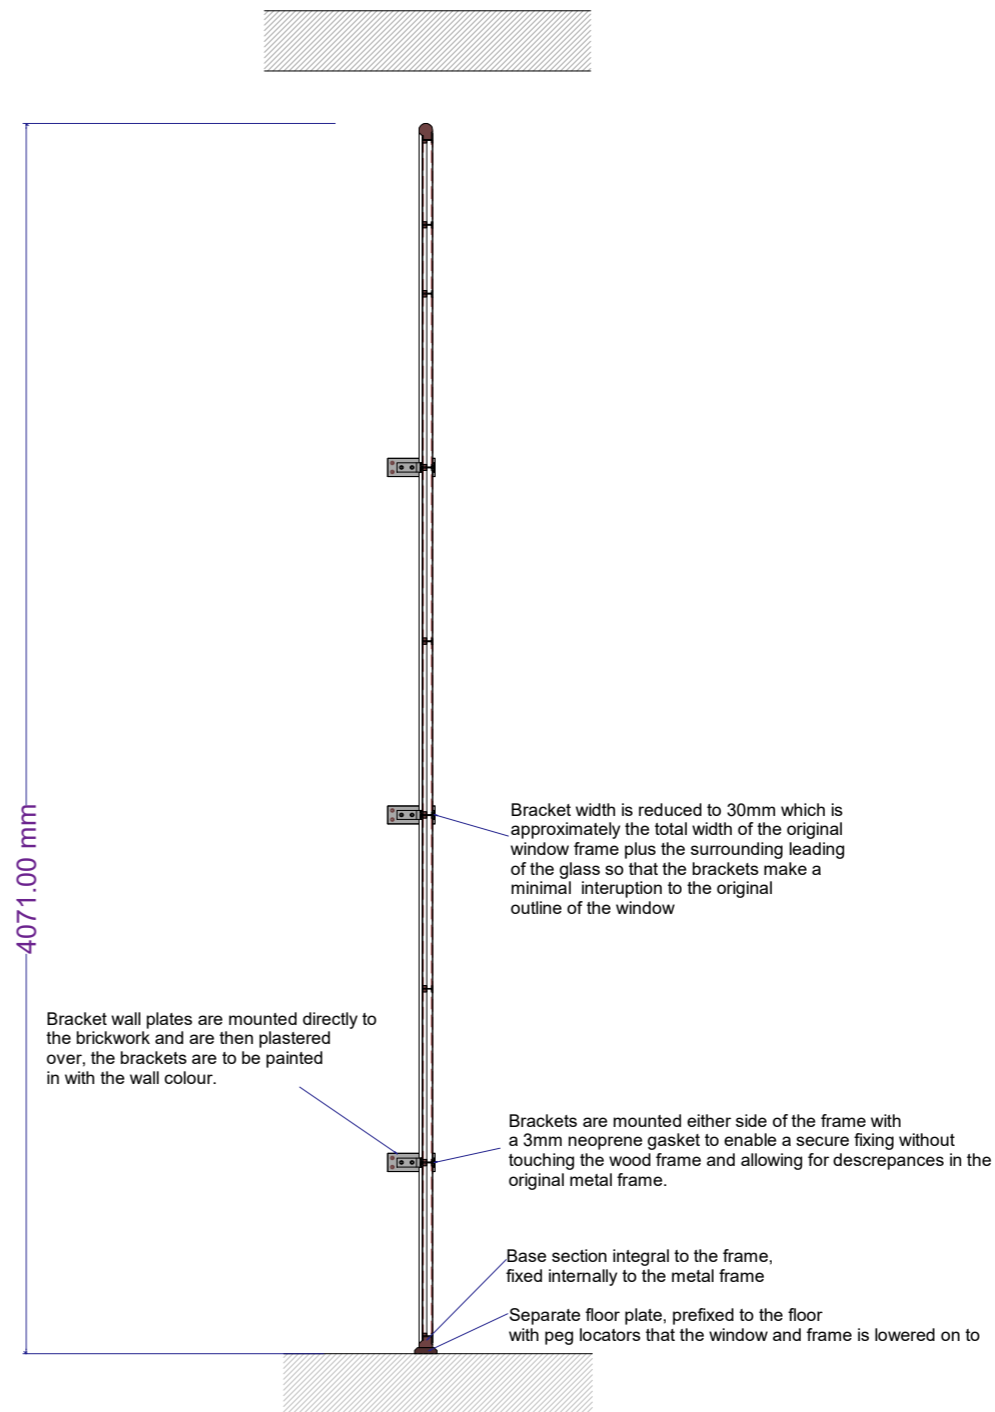 4071.00 mm
Bracket width is reduced to 30mm which is
approximately the total width of the original
window frame plus the surrounding leading
of the glass so that the brackets make a
minimal interuption to the original
outline of the window
Bracket wall plates are mounted directly to
the brickwork and are then plastered
over, the brackets are to be painted
in with the wall colour.
Brackets are mounted either side of the frame with
a 3mm neoprene gasket to enable a secure fixing without
touching the wood frame and allowing for descrepances in the
original metal frame.
Base section integral to the frame,
fixed internally to the metal frame
Separate floor plate, prefixed to the floor
with peg locators that the window and frame is lowered on to